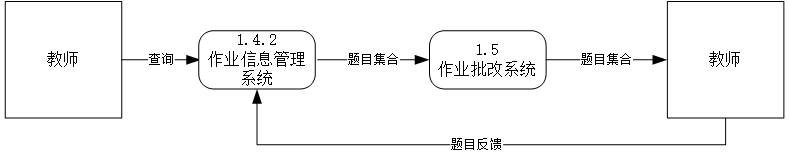 教师
查询
1.4.2
作业信息管理
系统
题目集合
1.5
作业批改系统
题目集合
教师
题目反馈